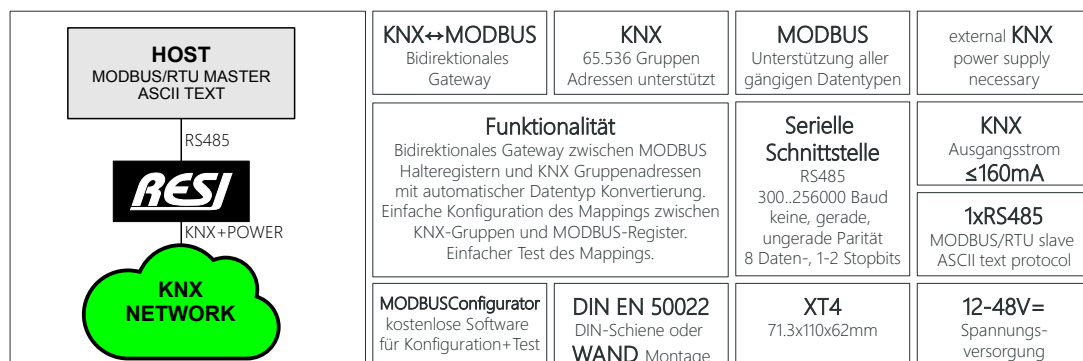 HOST
MODBUS/RTU MASTER
ASCII TEXT
RS485
RESI
KNX+POWER
KNX
NETWORK
KNX↔MODBUS
Bidirektionales
Gateway
KNX
65.536 Gruppen
Adressen unterstützt
MODBUS
Unterstützung aller
gängigen Datentypen
external KNX
power supply
necessary
Funktionalität
Bidirektionales Gateway zwischen MODBUS
Halteregistern und KNX Gruppenadressen
mit automatischer Datentyp Konvertierung.
Einfache Konfiguration des Mappings zwischen
KNX-Gruppen und MODBUS-Register.
Einfacher Test des Mappings.
Serielle
Schnittstelle
RS485
300..256000 Baud
keine, gerade,
ungerade Parität
8 Daten-, 1-2 Stopbits
KNX
Ausgangsstrom
≤160mA
1xRS485
MODBUS/RTU slave
ASCII text protocol
MODBUSConfigurator
kostenlose Software
für Konfiguration+Test
DIN EN 50022
DIN-Schiene oder
WAND Montage
XT4
71.3x110x62mm
12-48V=
Spannungs-
versorgung